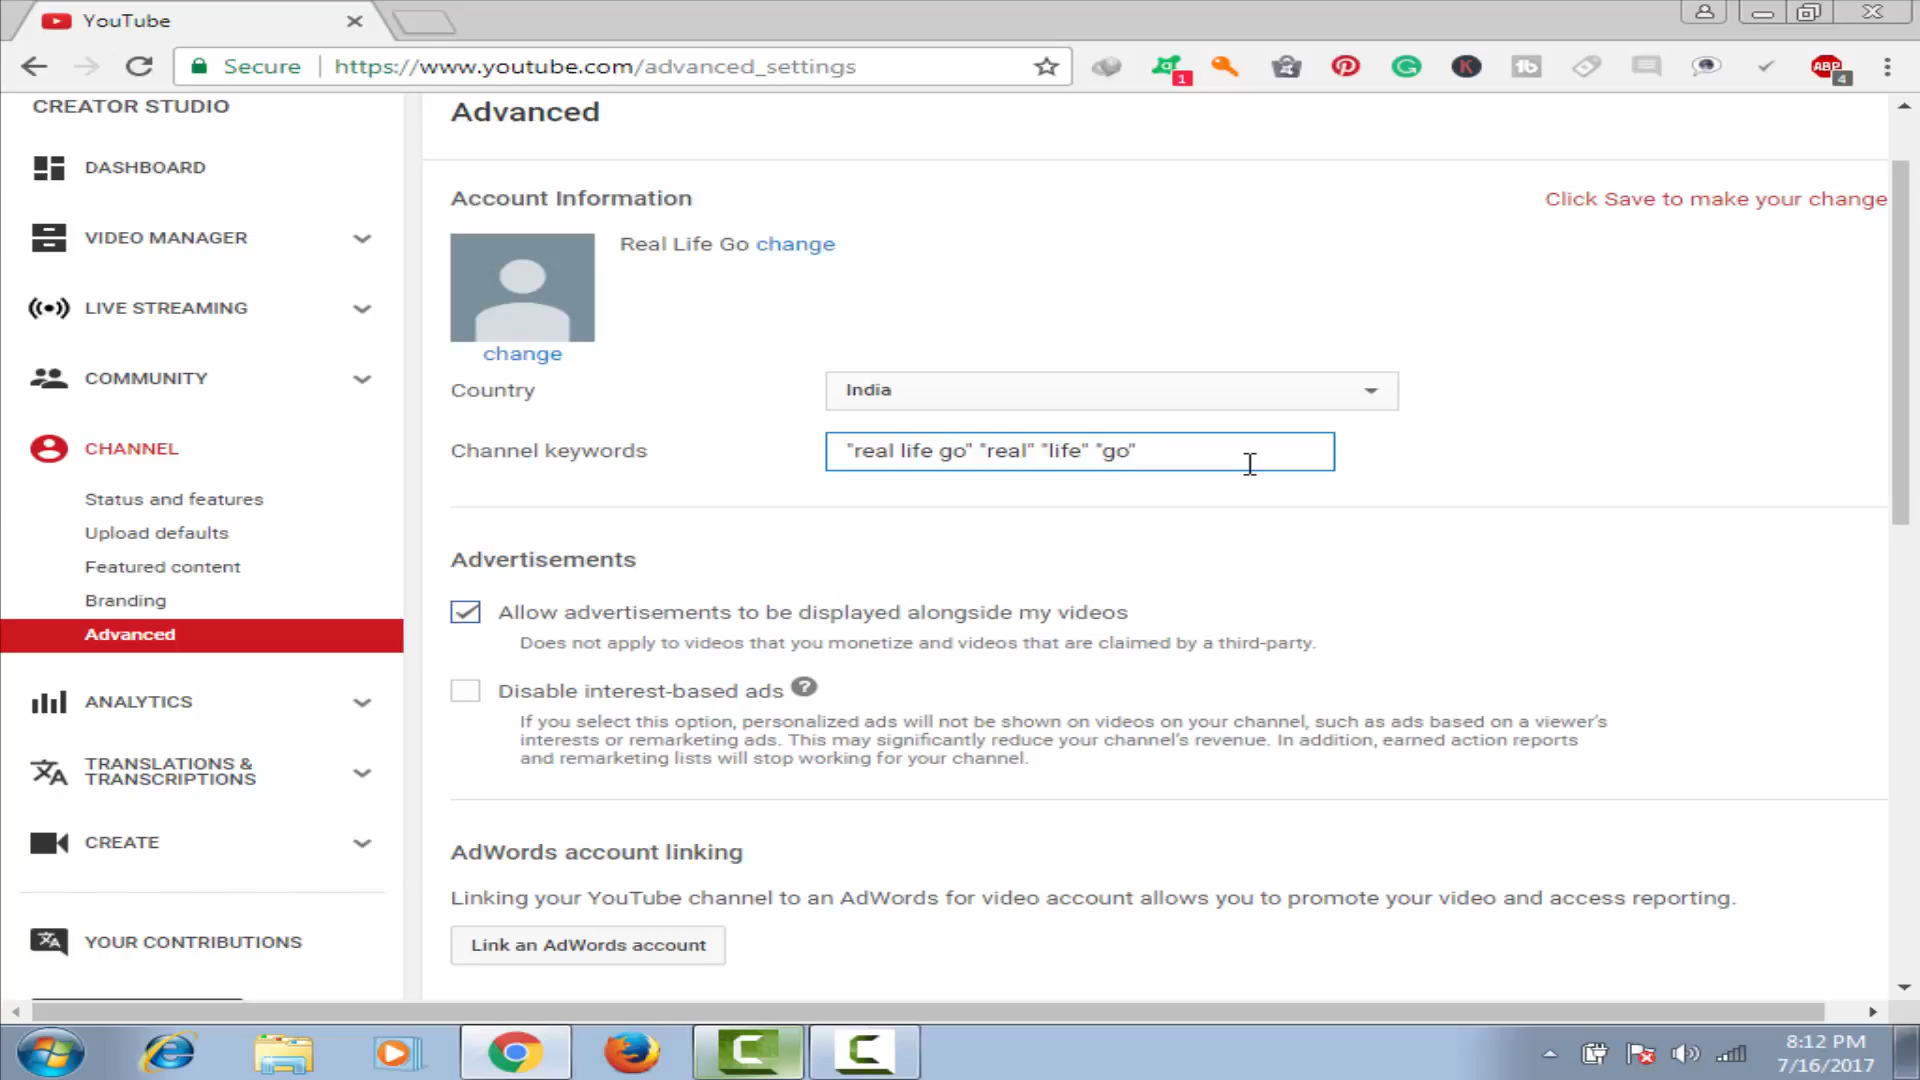 YouTube
Secure | https://www.youtube.com/advanced_settings
1
ABP
4
CREATOR STUDIO
DASHBOARD
VIDEO MANAGER
LIVE STREAMING
COMMUNITY
CHANNEL
Status and features
Upload defaults
Featured content
Branding
Advanced
ANALYTICS
TRANSLATIONS &
TRANSCRIPTIONS
CREATE
YOUR CONTRIBUTIONS
Advanced
Account Information
Click Save to make your change
Real Life Go change
change
Country
India
Channel keywords
"real life go" "real" "life" "go"
Advertisements
Allow advertisements to be displayed alongside my videos
Does not apply to videos that you monetize and videos that are claimed by a third-party.
Disable interest-based ads ?
If you select this option, personalized ads will not be shown on videos on your channel, such as ads based on a viewer's
interests or remarketing ads. This may significantly reduce your channel's revenue. In addition, earned action reports
and remarketing lists will stop working for your channel.
AdWords account linking
Linking your YouTube channel to an AdWords for video account allows you to promote your video and access reporting.
Link an AdWords account
8:12 PM
7/16/2017